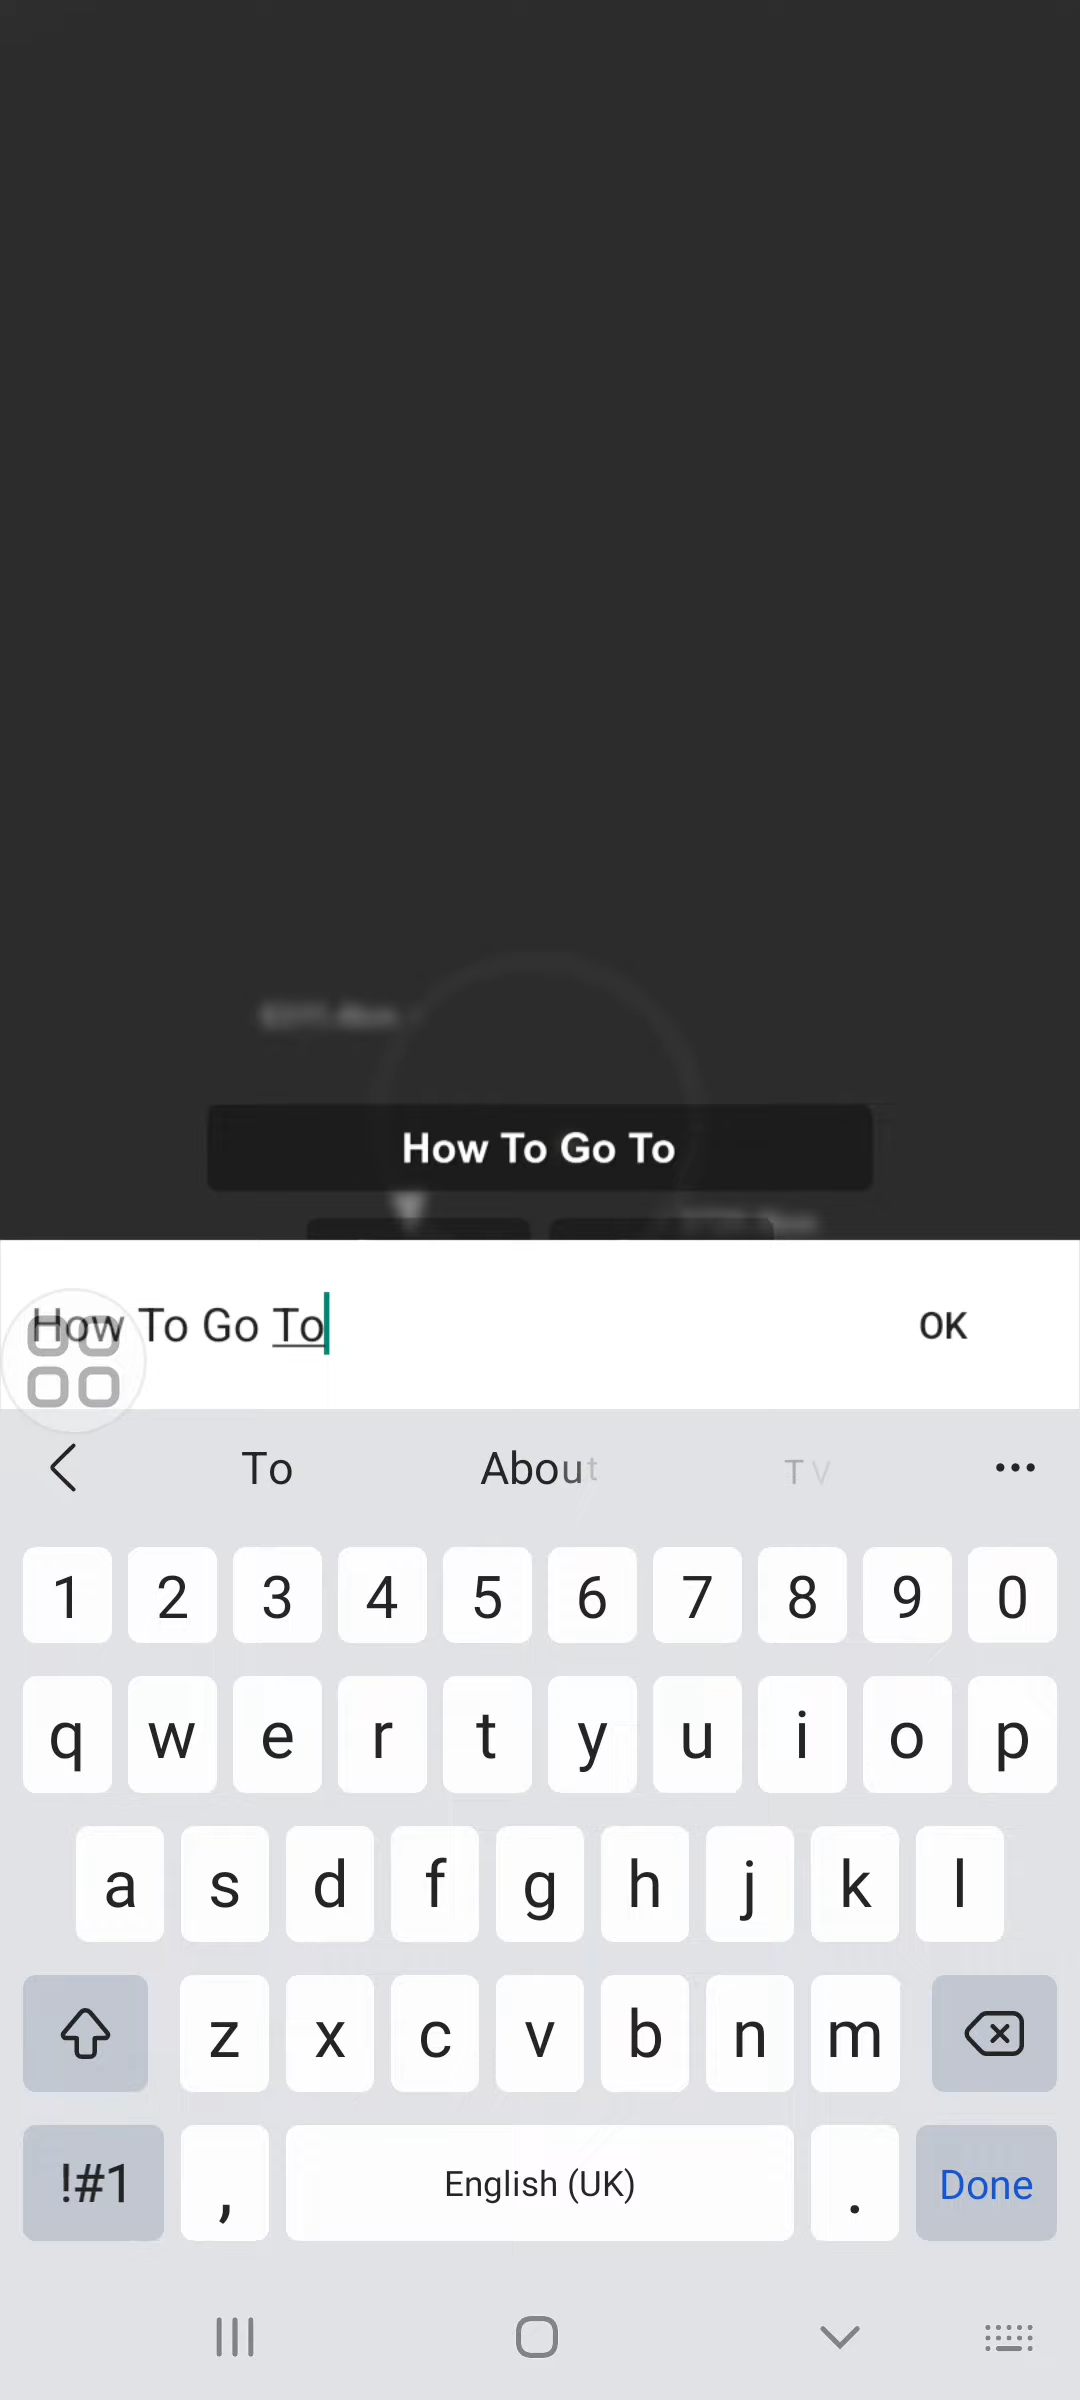 How To Go To
How To Go To
OK
To
About
TV
1 2 3 4 5 6 7 8 9 0
q w e r t y u i o p
a s d f g h j k l
z x c v b n m
!#1 , English (UK) . Done